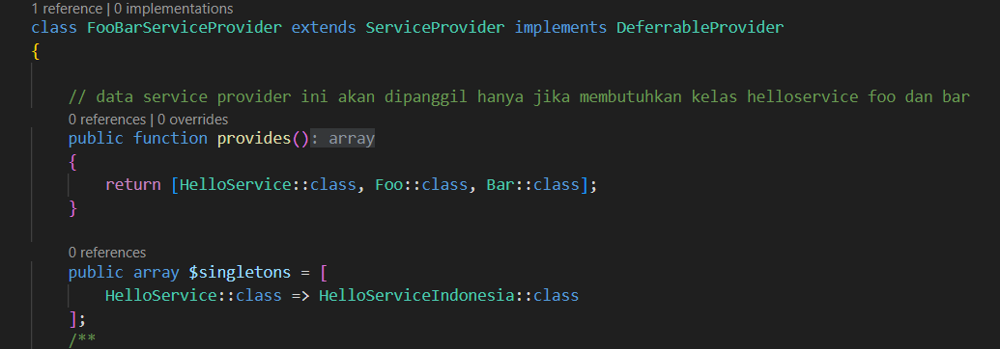 1 reference | 0 implementations
class FooBarServiceProvider extends ServiceProvider implements DeferrableProvider
{
// data service provider ini akan dipanggil hanya jika membutuhkan kelas helloservice foo dan bar
0 references | 0 overrides
public function provides(): array
{
return [HelloService::class, Foo::class, Bar::class];
}
0 references
public array $singletons = [
HelloService::class => HelloServiceIndonesia::class
];
/**